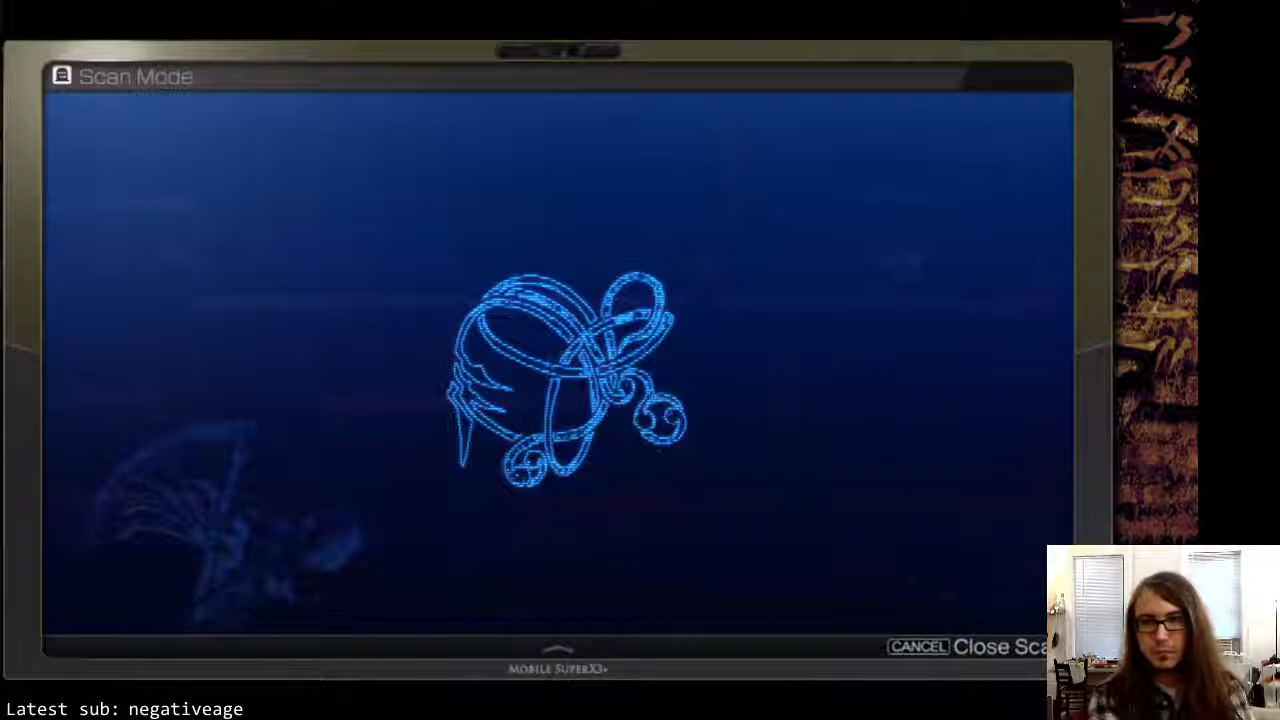 Scan Mode
CANCEL Close Sca
MOBILE SUPERX3+
Latest sub: negativeage